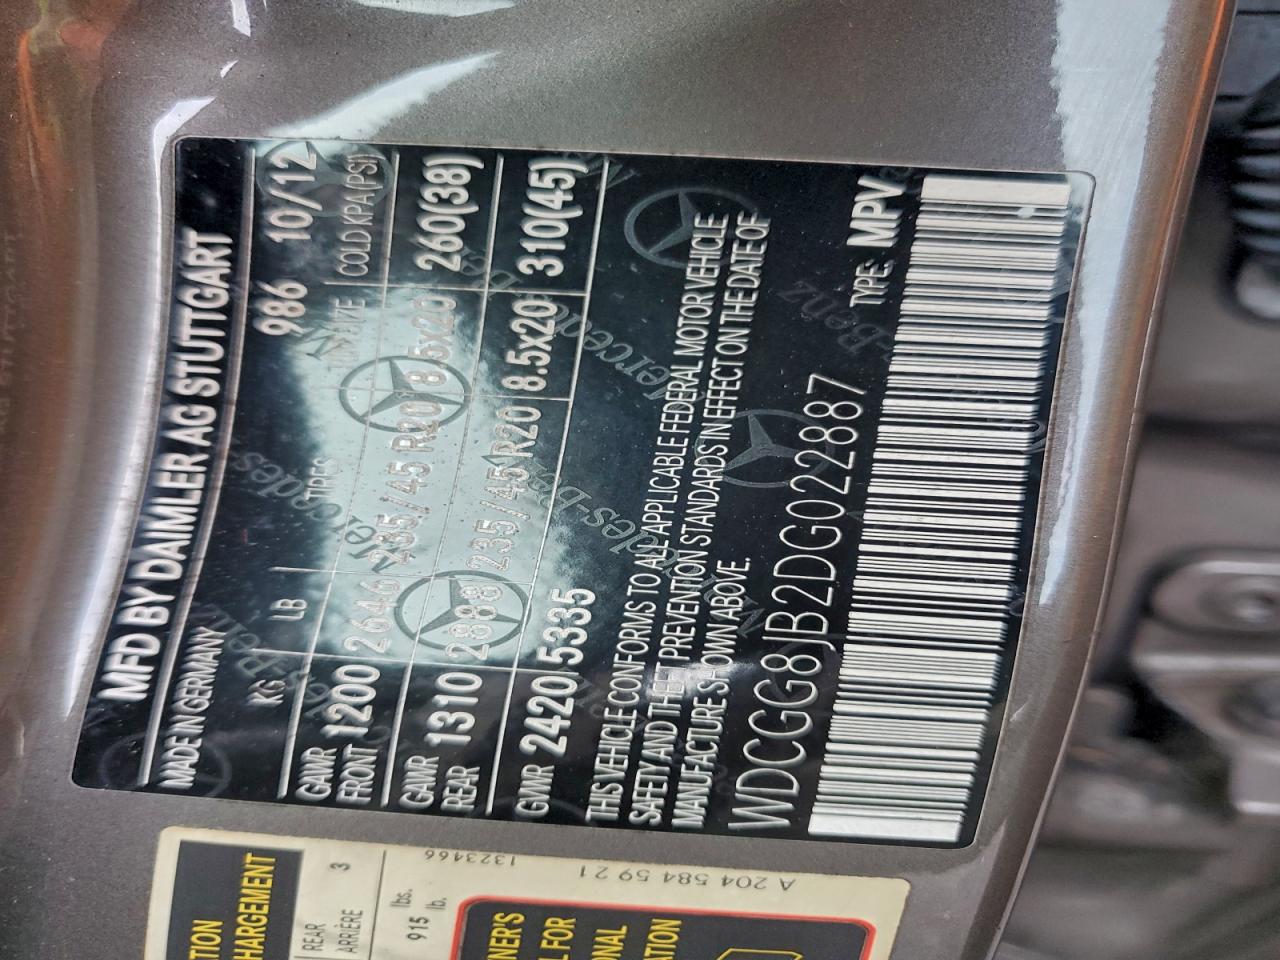 MFD BY DAIMLER AG STUTTGART
MADE IN GERMANY 986 10/12
KG LB TIRES COLD KPA(PSI)
GAWR FRONT 1200 2646 235/45 R20 8.5x20 260(38)
GAWR REAR 1310 2888 235/45 R20 8.5x20 310(45)
GVWR 2420 5335
THIS VEHICLE CONFORMS TO ALL APPLICABLE FEDERAL MOTOR VEHICLE
SAFETY AND THEFT PREVENTION STANDARDS IN EFFECT ON THE DATE OF
MANUFACTURE SHOWN ABOVE.
WDCGG8JB2DG022887 TYPE: MPV
1323466
A 204 584 59 21
REAR 3
ARRIÈRE
915 lbs.
lb.